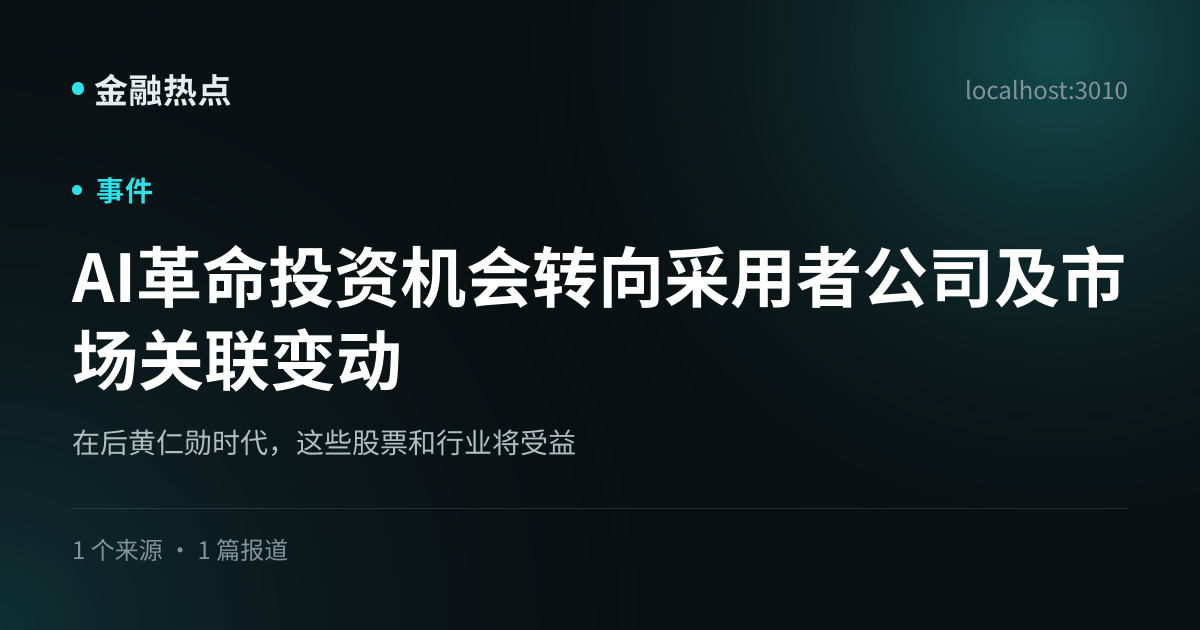 金融热点
localhost:3010
事件
AI革命投资机会转向采用者公司及市
场关联变动
在后黄仁勋时代，这些股票和行业将受益
1 个来源 · 1 篇报道